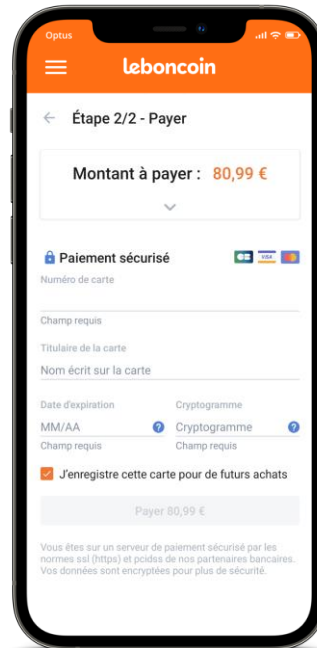 Optus
leboncoin
Étape 2/2 - Payer
Montant à payer : 80,99 €
Paiement sécurisé
CB VISA
Numéro de carte
Champ requis
Titulaire de la carte
Nom écrit sur la carte
Date d'expiration Cryptogramme
MM/AA ? Cryptogramme ?
Champ requis Champ requis
J'enregistre cette carte pour de futurs achats
Payer 80,99 €
Vous êtes sur un serveur de paiement sécurisé par les
normes ssl (https) et pcidss de nos partenaires bancaires.
Vos données sont encryptées pour plus de sécurité.